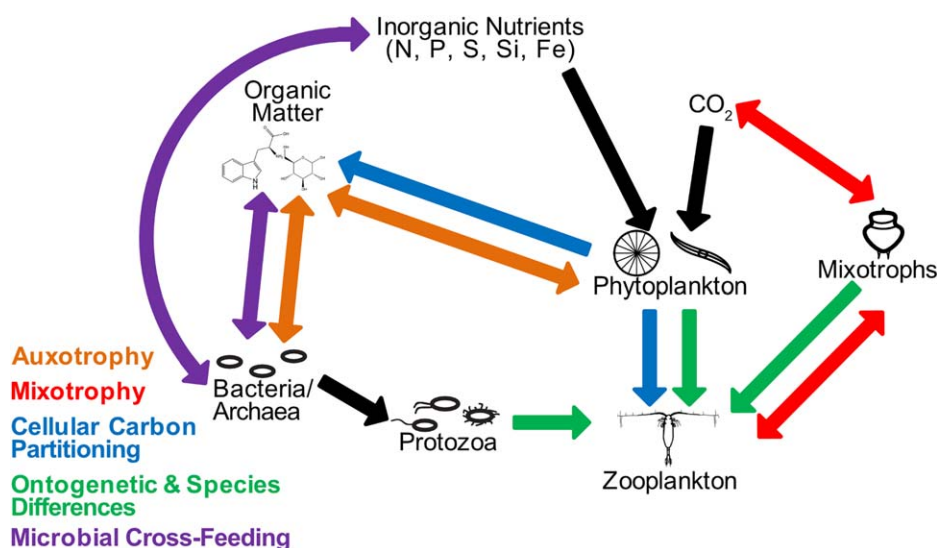 Inorganic Nutrients
(N, P, S, Si, Fe)
Organic
Matter
CO₂
Mixotrophs
Phytoplankton
Bacteria/
Archaea
Protozoa
Zooplankton
Auxotrophy
Mixotrophy
Cellular Carbon
Partitioning
Ontogenetic & Species
Differences
Microbial Cross-Feeding